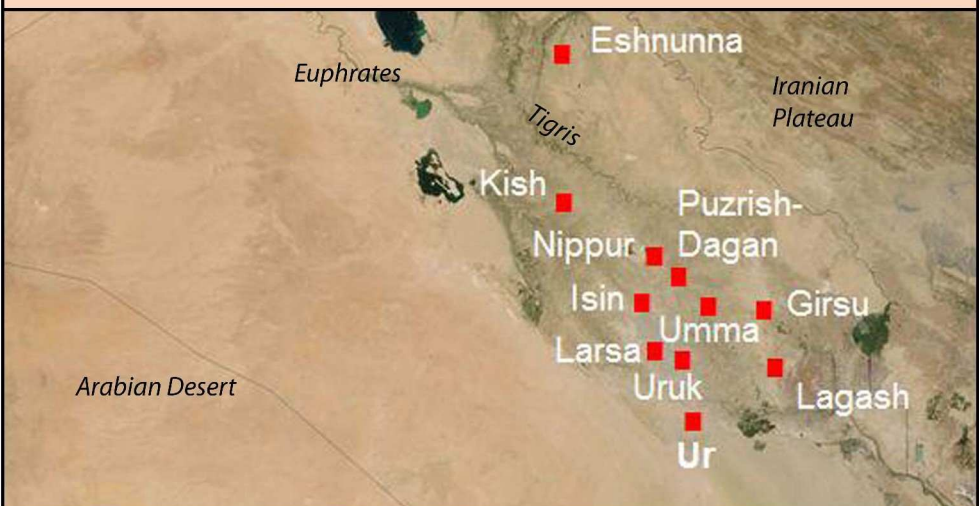 Eshnunna
Euphrates
Iranian
Plateau
Tigris
Kish
Puzrish-
Dagan
Nippur
Isin
Girsu
Umma
Larsa
Uruk
Arabian Desert
Lagash
Ur